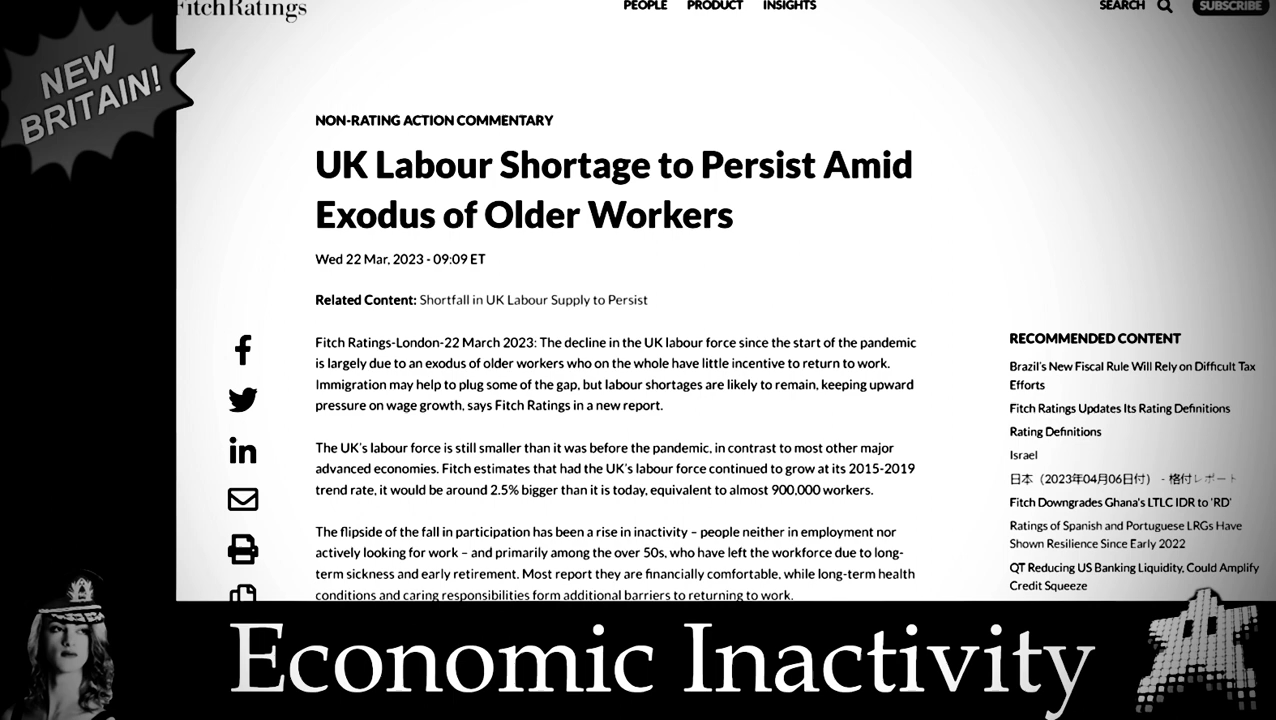 FitchRatings
PEOPLE PRODUCT INSIGHTS
SEARCH
SUBSCRIBE
NEW
BRITAIN!
NON-RATING ACTION COMMENTARY
UK Labour Shortage to Persist Amid
Exodus of Older Workers
Wed 22 Mar, 2023 - 09:09 ET
Related Content: Shortfall in UK Labour Supply to Persist
Fitch Ratings-London-22 March 2023: The decline in the UK labour force since the start of the pandemic
is largely due to an exodus of older workers who on the whole have little incentive to return to work.
Immigration may help to plug some of the gap, but labour shortages are likely to remain, keeping upward
pressure on wage growth, says Fitch Ratings in a new report.
The UK's labour force is still smaller than it was before the pandemic, in contrast to most other major
advanced economies. Fitch estimates that had the UK's labour force continued to grow at its 2015-2019
trend rate, it would be around 2.5% bigger than it is today, equivalent to almost 900,000 workers.
The flipside of the fall in participation has been a rise in inactivity – people neither in employment nor
actively looking for work – and primarily among the over 50s, who have left the workforce due to long-
term sickness and early retirement. Most report they are financially comfortable, while long-term health
conditions and caring responsibilities form additional barriers to returning to work.
RECOMMENDED CONTENT
Brazil's New Fiscal Rule Will Rely on Difficult Tax
Efforts
Fitch Ratings Updates Its Rating Definitions
Rating Definitions
Israel
日本（2023年04月06日付） - 格付レポート
Fitch Downgrades Ghana's LTLC IDR to 'RD'
Ratings of Spanish and Portuguese LRGs Have
Shown Resilience Since Early 2022
QT Reducing US Banking Liquidity, Could Amplify
Credit Squeeze
Economic Inactivity